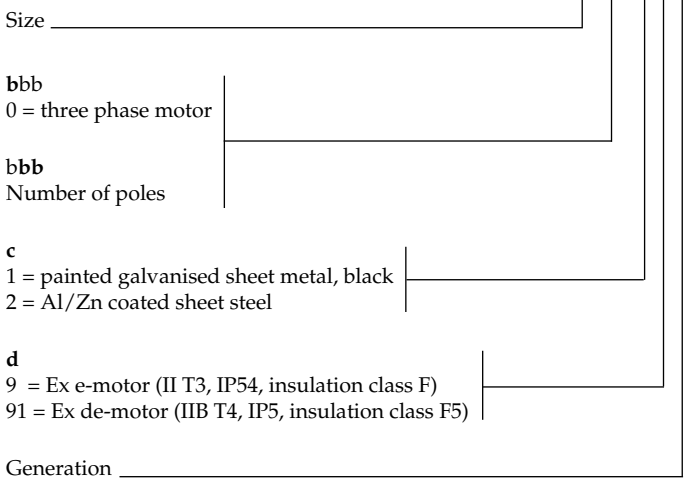 Size
bbb
0 = three phase motor
bbb
Number of poles
c
1 = painted galvanised sheet metal, black
2 = Al/Zn coated sheet steel
d
9 = Ex e-motor (II T3, IP54, insulation class F)
91 = Ex de-motor (IIB T4, IP5, insulation class F5)
Generation